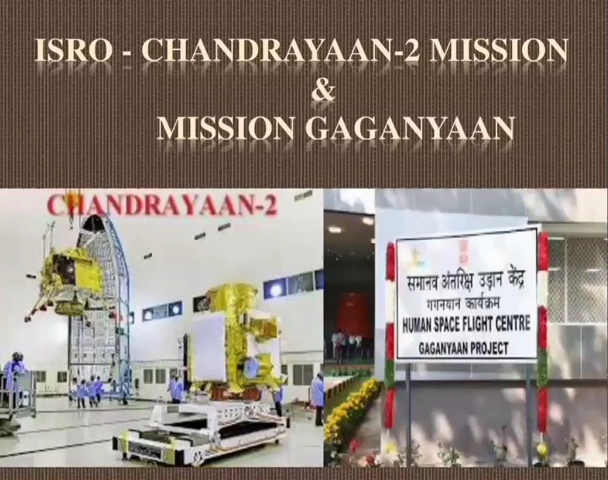 ISRO - CHANDRAYAAN-2 MISSION
&
MISSION GAGANYAAN
CHANDRAYAAN-2
समानव अंतरिक्ष उड़ान केंद्र
गगनयान कार्यक्रम
HUMAN SPACE FLIGHT CENTRE
GAGANYAAN PROJECT